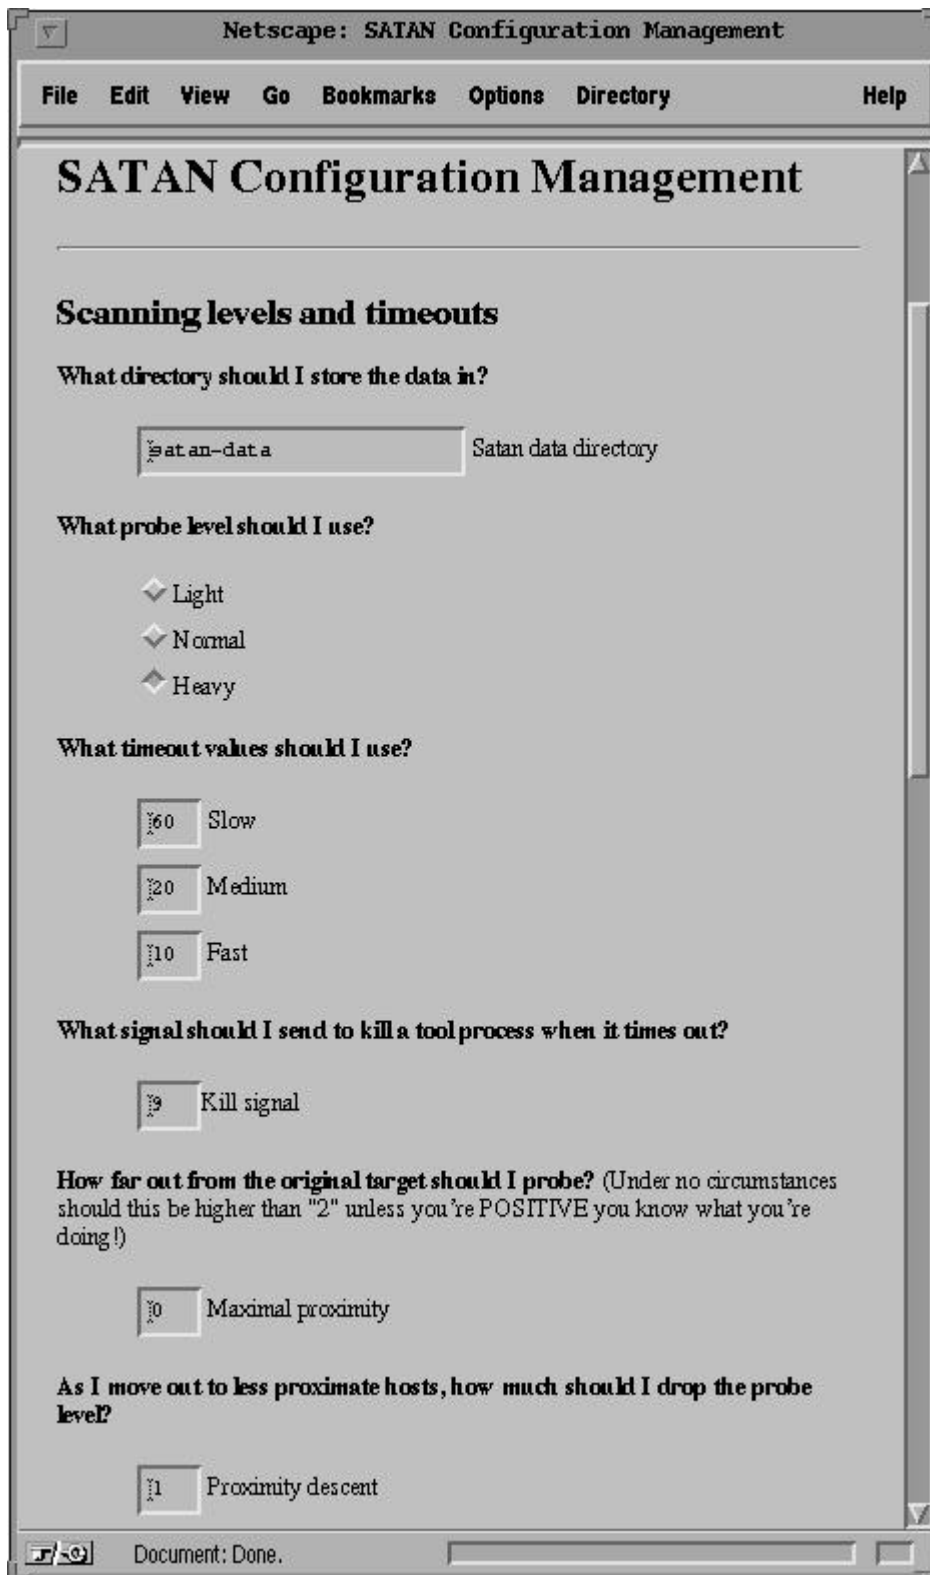 Netscape: SATAN Configuration Management
File Edit View Go Bookmarks Options Directory Help
SATAN Configuration Management
Scanning levels and timeouts
What directory should I store the data in?
satan-data Satan data directory
What probe level should I use?
Light
Normal
Heavy
What timeout values should I use?
60 Slow
20 Medium
10 Fast
What signal should I send to kill a tool process when it times out?
9 Kill signal
How far out from the original target should I probe? (Under no circumstances
should this be higher than "2" unless you're POSITIVE you know what you're
doing!)
0 Maximal proximity
As I move out to less proximate hosts, how much should I drop the probe
level?
1 Proximity descent
Document: Done.